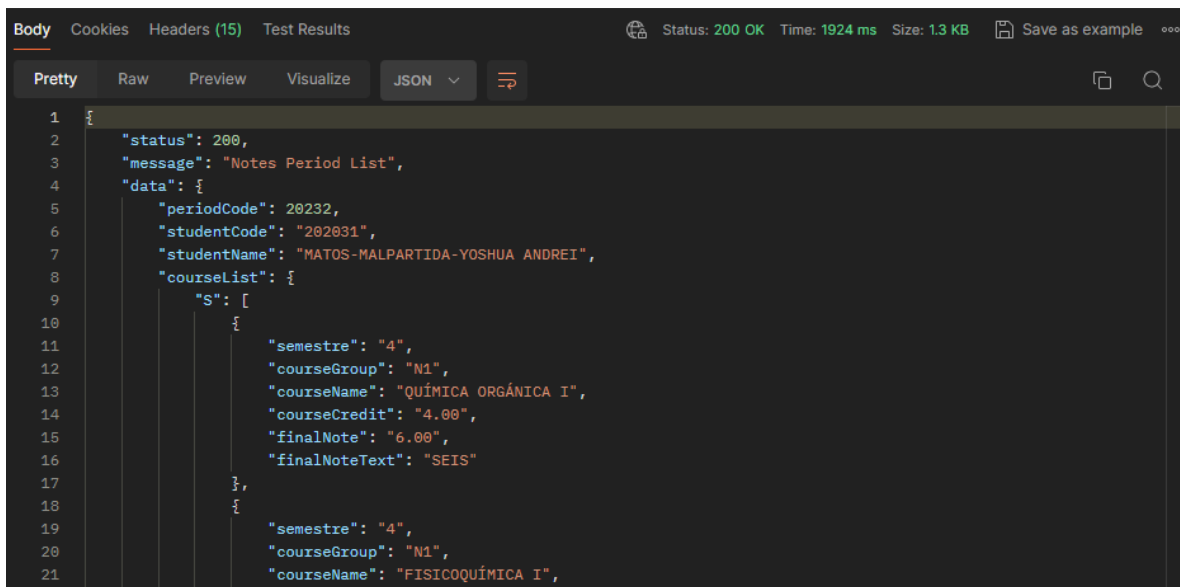 Body Cookies Headers (15) Test Results Status: 200 OK Time: 1924 ms Size: 1.3 KB Save as example
Pretty Raw Preview Visualize JSON
1 {
2 "status": 200,
3 "message": "Notes Period List",
4 "data": {
5 "periodCode": 20232,
6 "studentCode": "202031",
7 "studentName": "MATOS-MALPARTIDA-YOSHUA ANDREI",
8 "courseList": {
9 "S": [
10 {
11 "semestre": "4",
12 "courseGroup": "N1",
13 "courseName": "QUÍMICA ORGÁNICA I",
14 "courseCredit": "4.00",
15 "finalNote": "6.00",
16 "finalNoteText": "SEIS"
17 },
18 {
19 "semestre": "4",
20 "courseGroup": "N1",
21 "courseName": "FISICOQUÍMICA I",